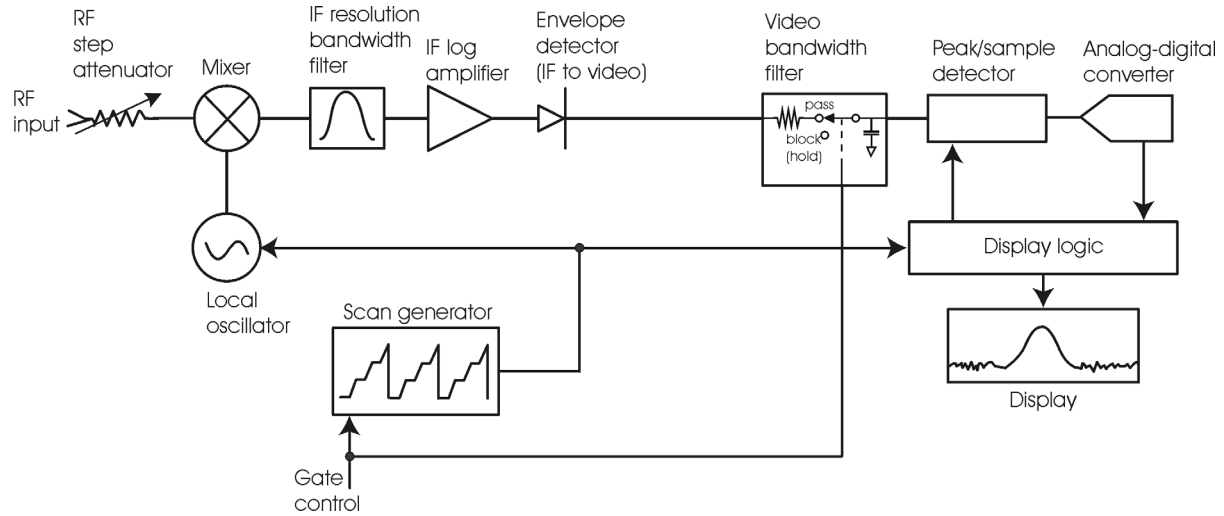 RF
step
attenuator
RF
input
Mixer
IF resolution
bandwidth
filter
IF log
amplifier
Envelope
detector
(IF to video)
Video
bandwidth
filter
pass
block
(hold)
Peak/sample
detector
Analog-digital
converter
Local
oscillator
Scan generator
Gate
control
Display logic
Display